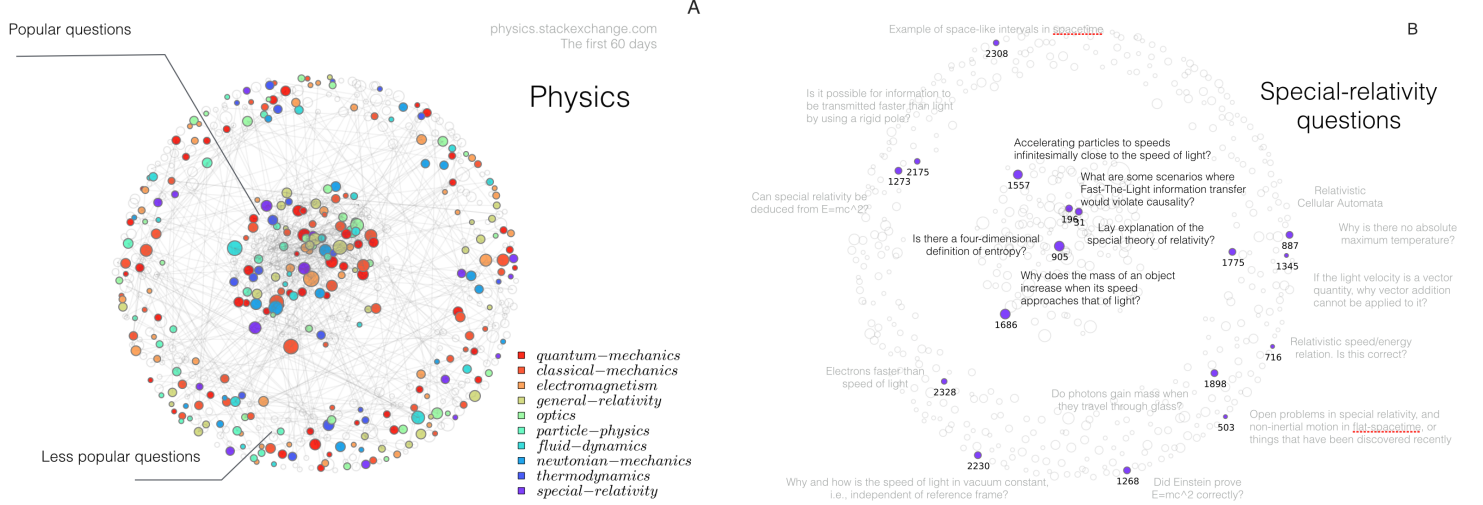 A
Popular questions
physics.stackexchange.com
The first 60 days
Physics
quantum-mechanics
classical-mechanics
electromagnetism
general-relativity
optics
particle-physics
fluid-dynamics
newtonian-mechanics
thermodynamics
special-relativity
Less popular questions
B
Special-relativity
questions
Example of space-like intervals in spacetime
2308
Is it possible for information to
be transmitted faster than light
by using a rigid pole?
2175
1273
Can special relativity be
deduced from E=mc^2?
Accelerating particles to speeds
infinitesimally close to the speed of light?
1557
What are some scenarios where
Fast-The-Light information transfer
would violate causality?
196
31
Lay explanation of the
special theory of relativity?
Is there a four-dimensional
definition of entropy?
905
Why does the mass of an object
increase when its speed
approaches that of light?
1686
Relativistic
Cellular Automata
Why is there no absolute
maximum temperature?
887
1775
1345
If the light velocity is a vector
quantity, why vector addition
cannot be applied to it?
716
Relativistic speed/energy
relation. Is this correct?
1898
Electrons faster than
speed of light
2328
Do photons gain mass when
they travel through glass?
503
Open problems in special relativity, and
non-inertial motion in flat-spacetime, or
things that have been discovered recently
2230
Why and how is the speed of light in vacuum constant,
i.e., independent of reference frame?
1268
Did Einstein prove
E=mc^2 correctly?